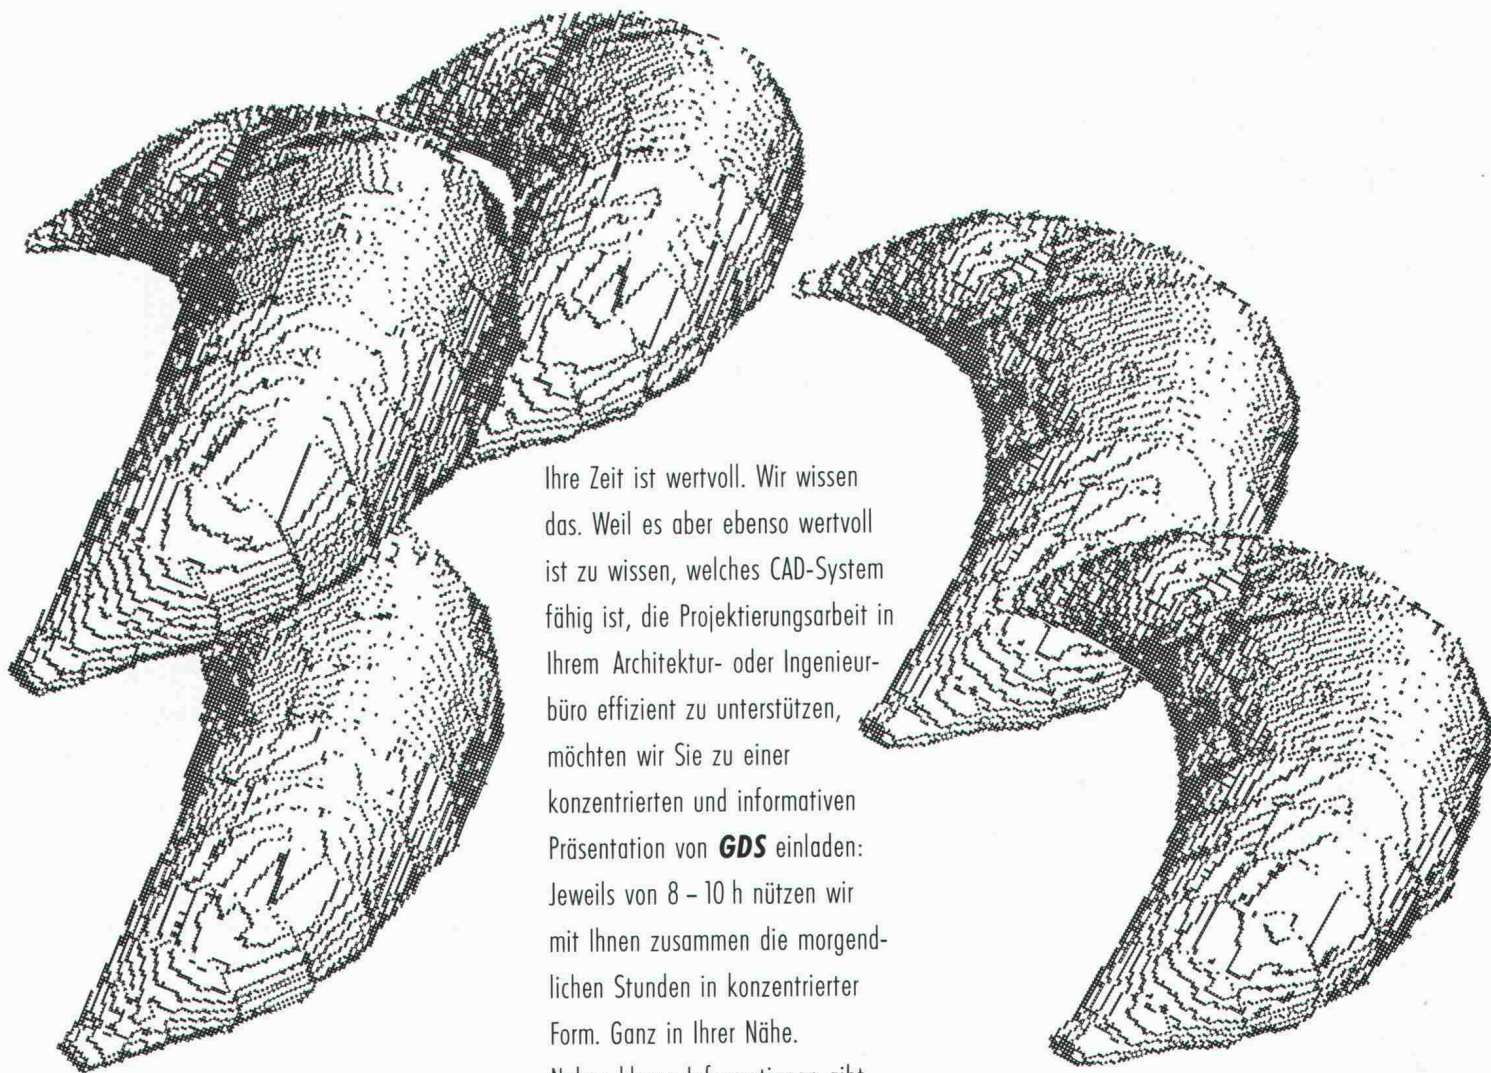 Ihre Zeit ist wertvoll. Wir wissen
das. Weil es aber ebenso wertvoll
ist zu wissen, welches CAD-System
fähig ist, die Projektierungsarbeit in
Ihrem Architektur- oder Ingenieur-
büro effizient zu unterstützen,
möchten wir Sie zu einer
konzentrierten und informativen
Präsentation von GDS einladen:
Jeweils von 8 – 10 h nützen wir
mit Ihnen zusammen die morgend-
lichen Stunden in konzentrierter
Form. Ganz in Ihrer Nähe.